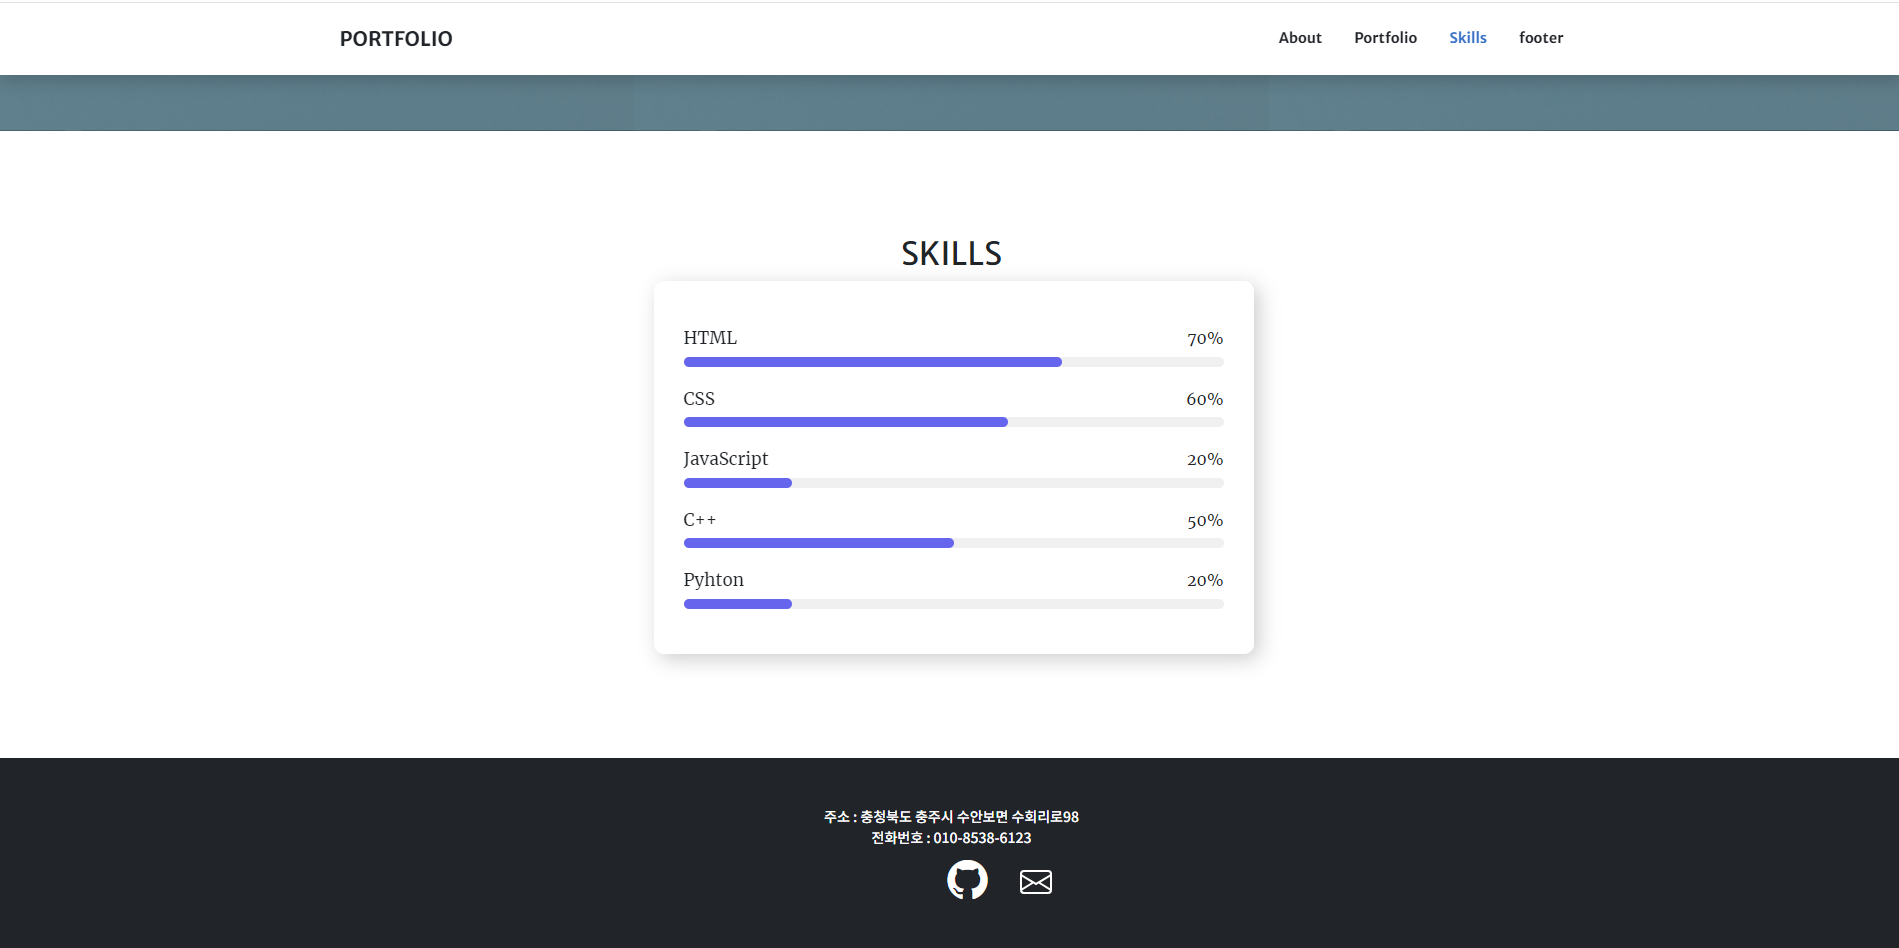 PORTFOLIO
About Portfolio Skills footer
SKILLS
HTML 70%
CSS 60%
JavaScript 20%
C++ 50%
Pyhton 20%
주소 : 충청북도 충주시 수안보면 수회리로98
전화번호 : 010-8538-6123